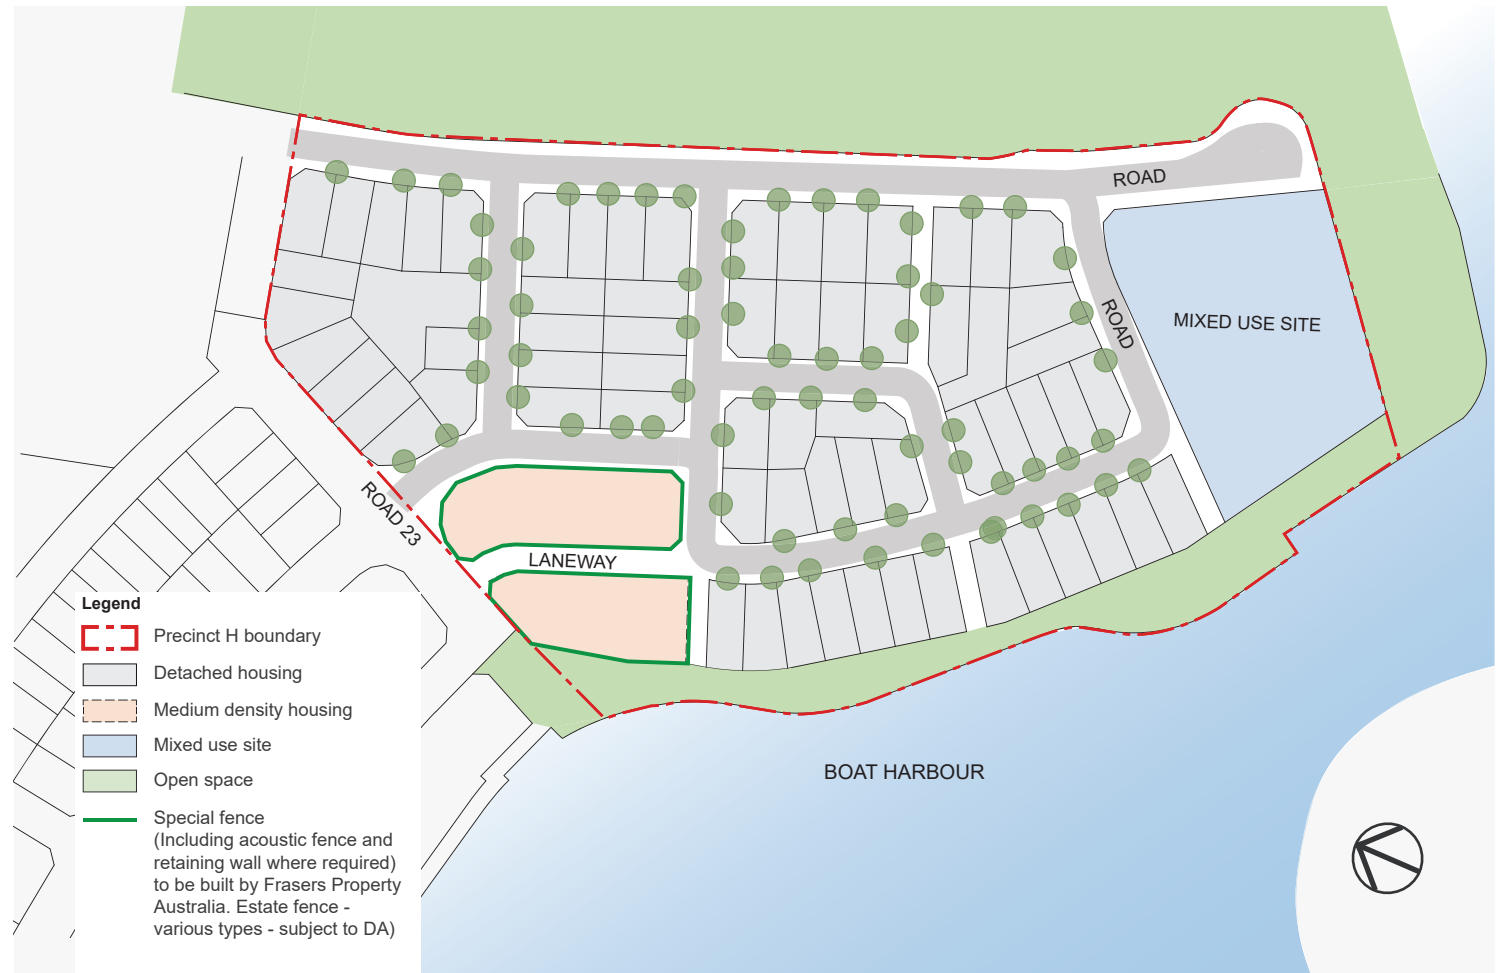 ROAD
ROAD
MIXED USE SITE
ROAD 23
LANEWAY
BOAT HARBOUR
Legend
Precinct H boundary
Detached housing
Medium density housing
Mixed use site
Open space
Special fence
(Including acoustic fence and
retaining wall where required)
to be built by Frasers Property
Australia. Estate fence -
various types - subject to DA)